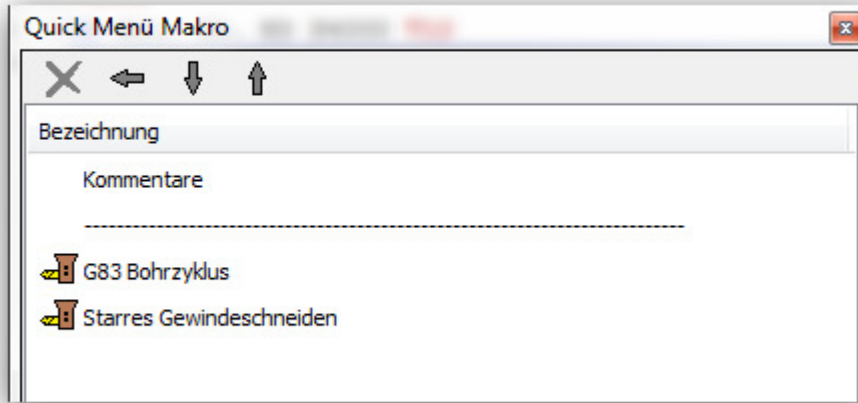 Quick Menü Makro
Bezeichnung
Kommentare
--------------------------------------------------------------------------
G83 Bohrzyklus
Starres Gewindeschneiden